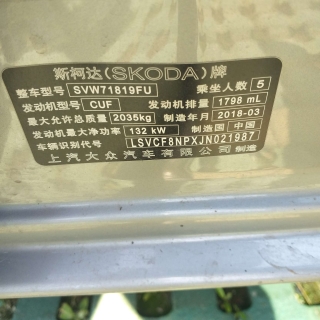 斯柯达(SKODA)牌
整车型号 SVW71819FU 乘坐人数 5
发动机型号 CUF 发动机排量 1798 mL
最大允许总质量 2035kg 制造年月 2018-03
发动机最大净功率 132 kW 制造国 中国
车辆识别代号 LSVCF8NPXJN021987
上汽大众汽车有限公司 制造